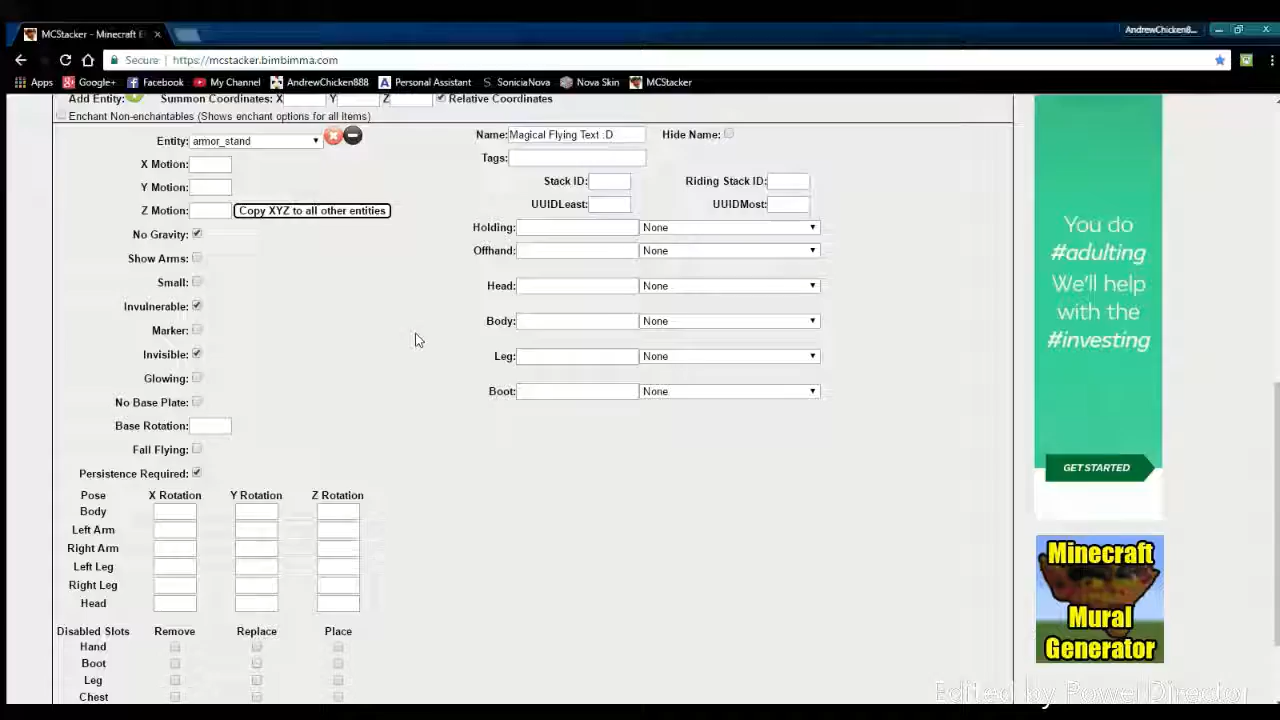 MCStacker - Minecraft E
AndrewChicken8...
Secure | https://mcstacker.bimbimma.com
Apps Google+ Facebook My Channel AndrewChicken888 Personal Assistant SoniciaNova Nova Skin MCStacker
Add Entity: Summon Coordinates: X Y Z Relative Coordinates
Enchant Non-enchantables (Shows enchant options for all items)
Entity: armor_stand
X Motion:
Y Motion:
Z Motion: Copy XYZ to all other entities
No Gravity:
Show Arms:
Small:
Invulnerable:
Marker:
Invisible:
Glowing:
No Base Plate:
Base Rotation:
Fall Flying:
Persistence Required:
Pose X Rotation Y Rotation Z Rotation
Body
Left Arm
Right Arm
Left Leg
Right Leg
Head
Disabled Slots Remove Replace Place
Hand
Boot
Leg
Chest
Name: Magical Flying Text :D Hide Name:
Tags:
Stack ID: Riding Stack ID:
UUIDLeast: UUIDMost:
Holding: None
Offhand: None
Head: None
Body: None
Leg: None
Boot: None
You do
#adulting
We'll help
with the
#investing
GET STARTED
Minecraft
Mural
Generator
Edited by PowerDirector